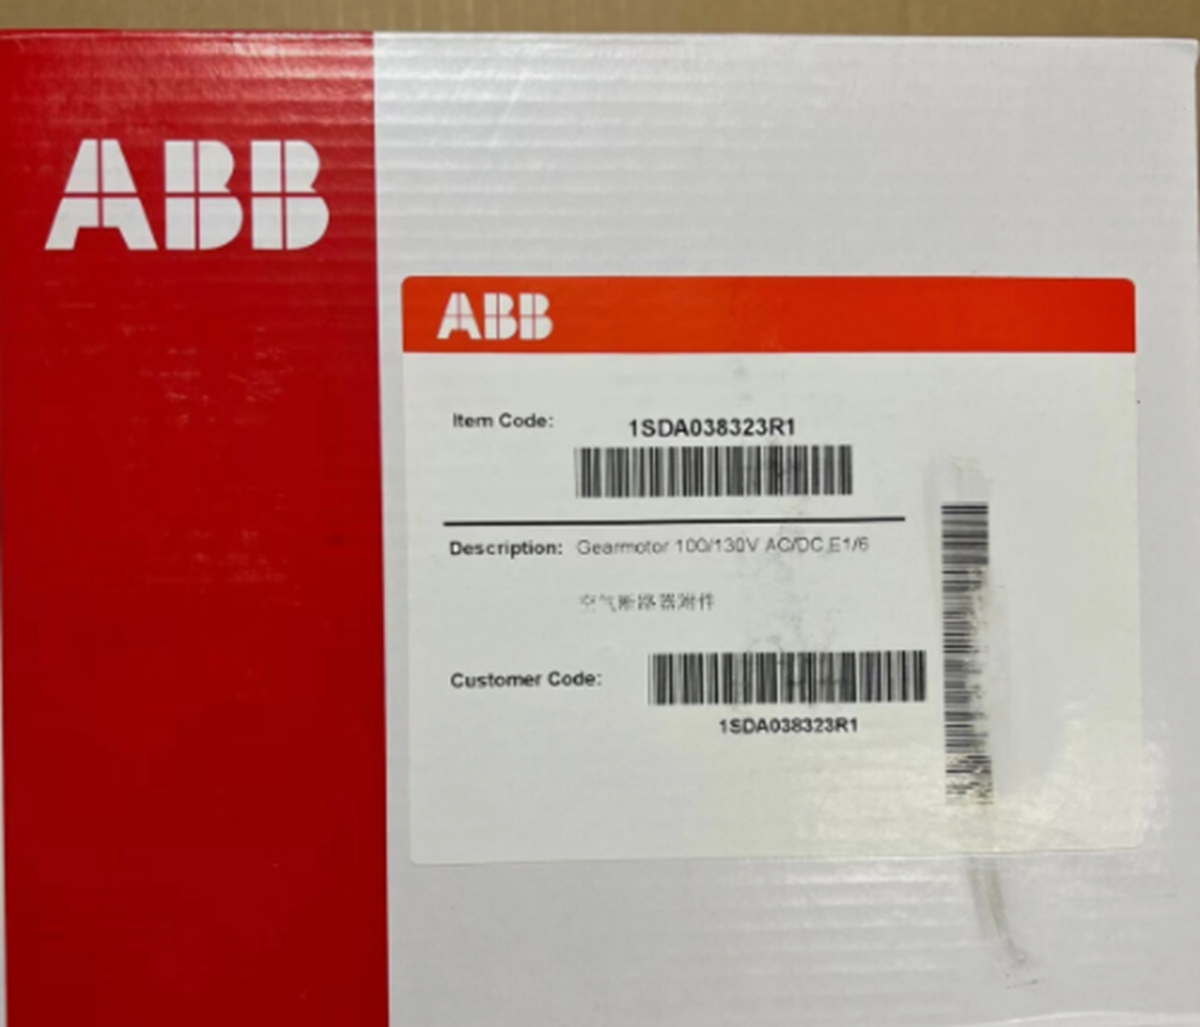 ABB
ABB
Item Code: 1SDA038323R1
Description: Gearmotor 100/130V AC/DC E1/6
空气断路器附件
Customer Code:
1SDA038323R1